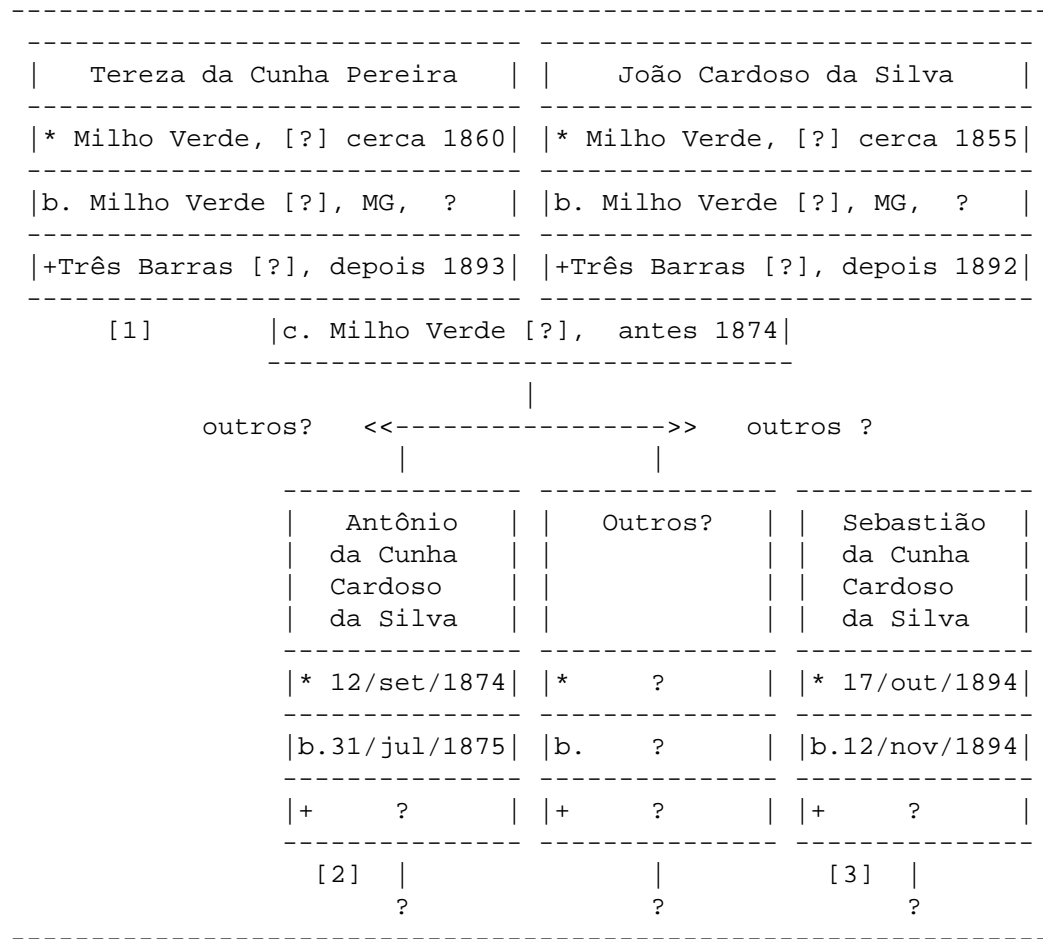 -----------------------------------------------------------------
------------------------------- -------------------------------
|   Tereza da Cunha Pereira   | |     João Cardoso da Silva    |
------------------------------- -------------------------------
|* Milho Verde, [?] cerca 1860| |* Milho Verde, [?] cerca 1855|
------------------------------- -------------------------------
|b. Milho Verde [?], MG,  ?   | |b. Milho Verde [?], MG,  ?   |
------------------------------- -------------------------------
|+Três Barras [?], depois 1893| |+Três Barras [?], depois 1892|
------------------------------- -------------------------------
     [1]       |c. Milho Verde [?],  antes 1874|
               ---------------------------------
                               |
           outros?   <<----------------->>   outros ?
                       |               |
                --------------- --------------- ---------------
                |   Antônio   | |   Outros?   | |  Sebastião  |
                |  da Cunha   | |             | |  da Cunha   |
                |  Cardoso    | |             | |  Cardoso    |
                |  da Silva   | |             | |  da Silva   |
                --------------- --------------- ---------------
                |* 12/set/1874| |*     ?      | |* 17/out/1894|
                --------------- --------------- ---------------
                |b.31/jul/1875| |b.    ?      | |b.12/nov/1894|
                --------------- --------------- ---------------
                |+     ?      | |+     ?      | |+     ?      |
                --------------- --------------- ---------------
                  [2]  |               |          [3]  |
                       ?               ?               ?
-----------------------------------------------------------------